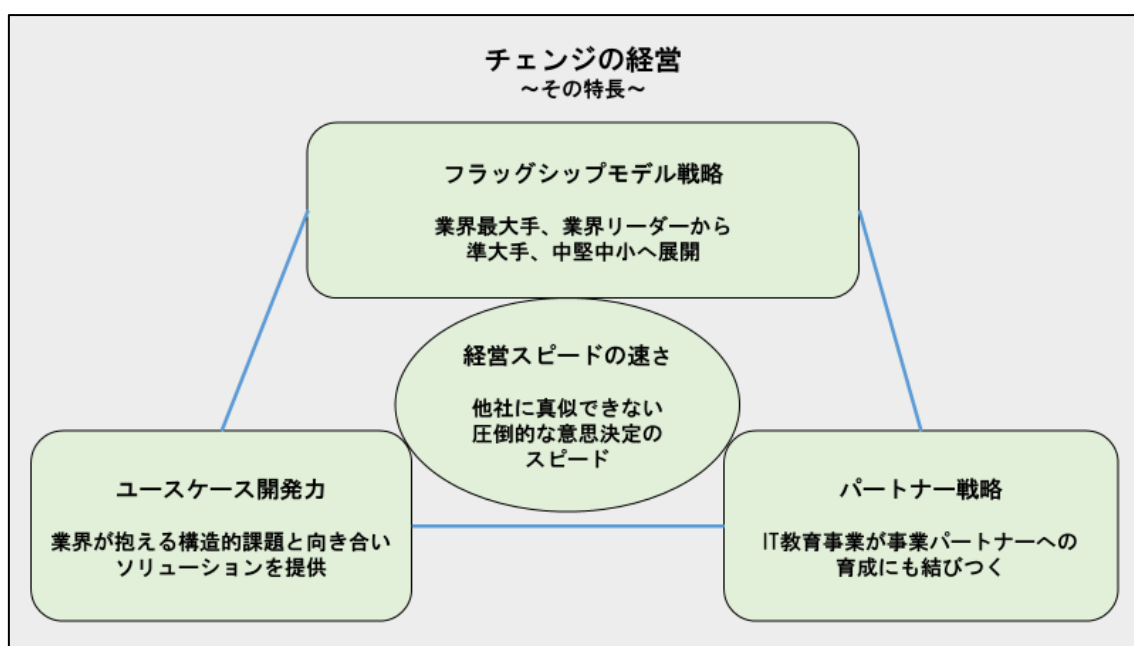 チェンジの経営
～その特長～
フラッグシップモデル戦略
業界最大手、業界リーダーから
準大手、中堅中小へ展開
経営スピードの速さ
他社に真似できない
圧倒的な意思決定の
スピード
ユースケース開発力
業界が抱える構造的課題と向き合い
ソリューションを提供
パートナー戦略
IT教育事業が事業パートナーへの
育成にも結びつく